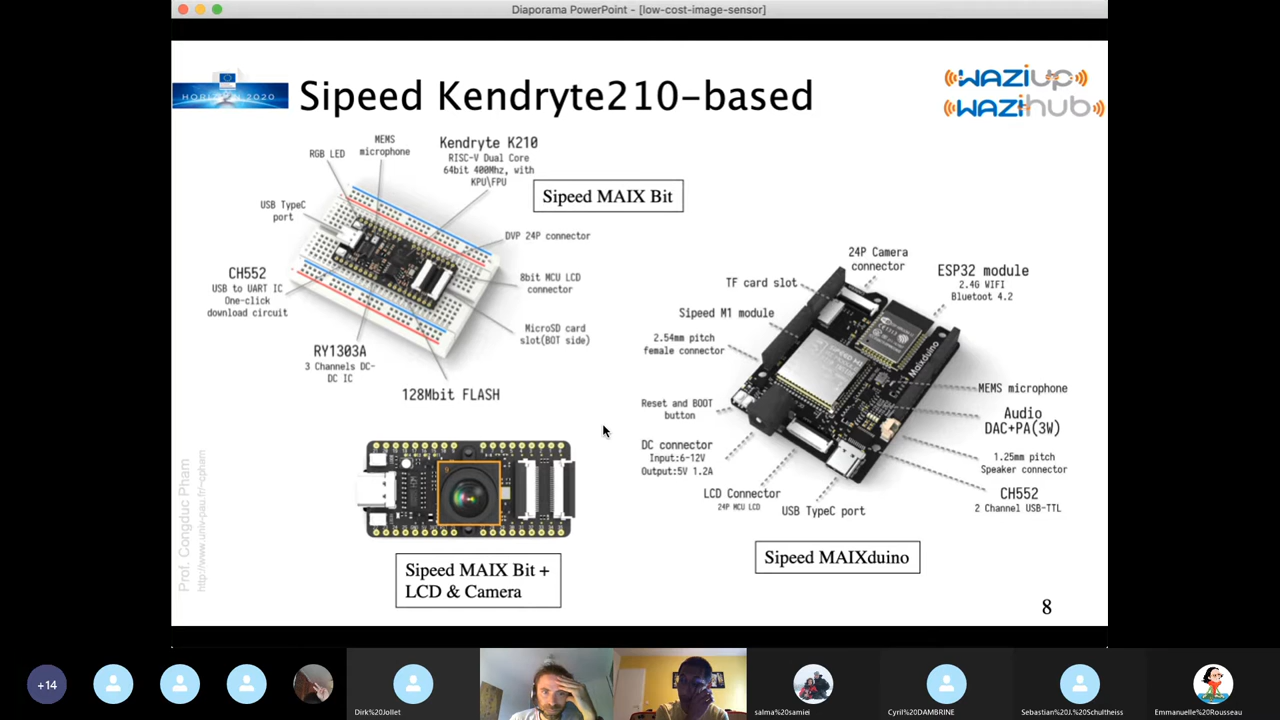 Diaporama PowerPoint - [low-cost-image-sensor]
HORIZON 2020
Sipeed Kendryte210-based
WAZIup
WAZIhub
MEMS
microphone
RGB LED
Kendryte K210
RISC-V Dual Core
64bit 400Mhz, with
KPU\FPU
Sipeed MAIX Bit
USB TypeC
port
DVP 24P connector
CH552
USB to UART IC
One-click
download circuit
8bit MCU LCD
connector
MicroSD card
slot(BOT side)
RY1303A
3 Channels DC-
DC IC
128Mbit FLASH
24P Camera
connector
ESP32 module
2.4G WIFI
Bluetoot 4.2
TF card slot
Sipeed M1 module
2.54mm pitch
female connector
Maixduino
MEMS microphone
Reset and BOOT
button
Audio
DAC+PA(3W)
DC connector
Input:6-12V
Output:5V 1.2A
1.25mm pitch
Speaker connector
LCD Connector
24P MCU LCD
USB TypeC port
CH552
2 Channel USB-TTL
Sipeed MAIX Bit +
LCD & Camera
Sipeed MAIXduino
Prof. Congduc Pham
http://www.univ-pau.fr/~cpham
8
+14
Dirk%20Jollet
salma%20samiei
Cyril%20DAMBRINE
Sebastian%20J.%20Schultheiss
Emmanuelle%20Rousseau